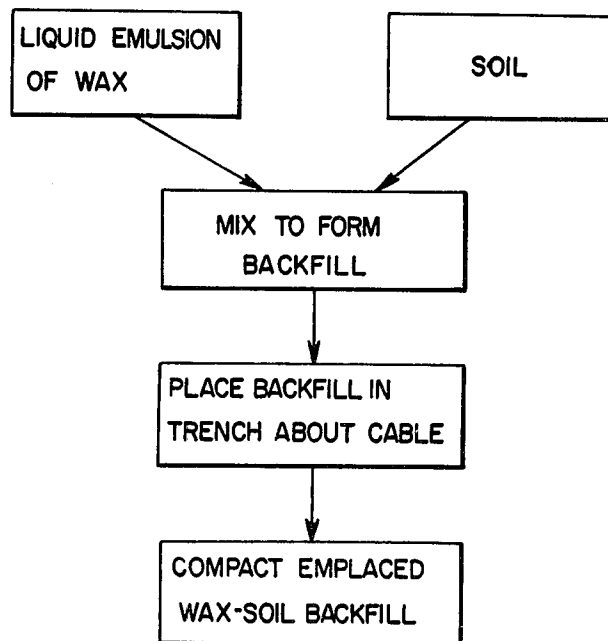 LIQUID EMULSION
OF WAX
SOIL
MIX TO FORM
BACKFILL
PLACE BACKFILL IN
TRENCH ABOUT CABLE
COMPACT EMPLACED
WAX-SOIL BACKFILL